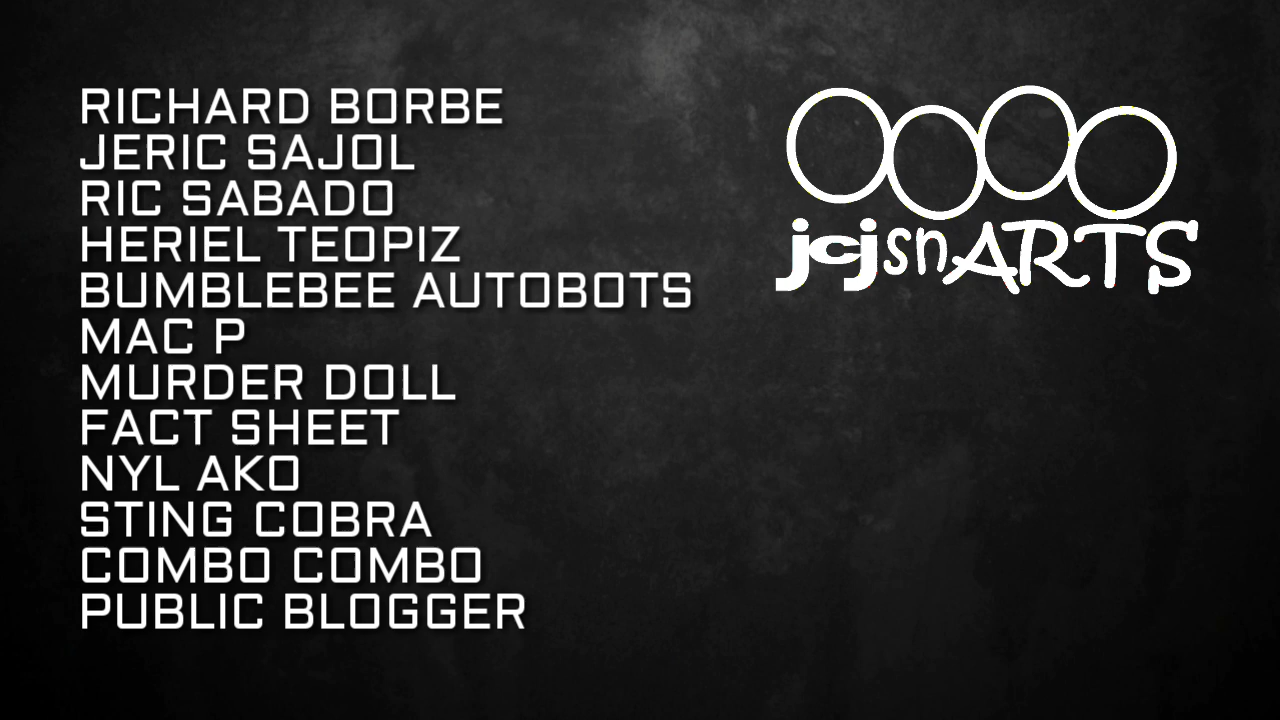 RICHARD BORBE
JERIC SAJOL
RIC SABADO
HERIEL TEOPIZ
BUMBLEBEE AUTOBOTS
MAC P
MURDER DOLL
FACT SHEET
NYL AKO
STING COBRA
COMBO COMBO
PUBLIC BLOGGER
jcjsnARTS